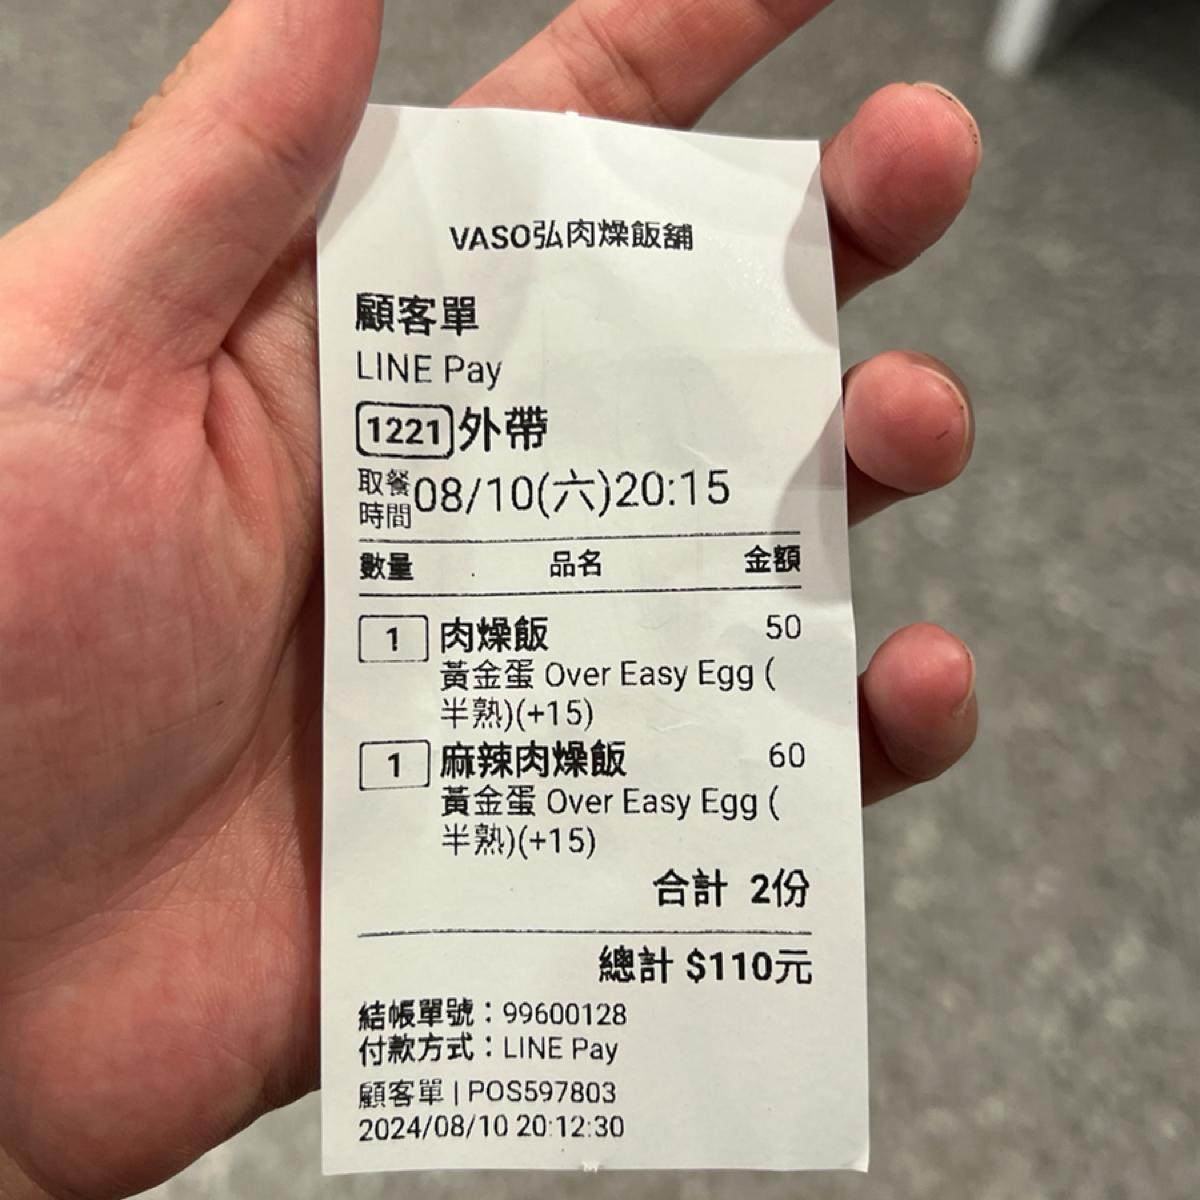 VASO弘肉燥飯舖
顧客單
LINE Pay
1221 外帶
取餐時間 08/10(六)20:15
數量 品名 金額
1 肉燥飯 50
黃金蛋 Over Easy Egg (
半熟)(+15)
1 麻辣肉燥飯 60
黃金蛋 Over Easy Egg (
半熟)(+15)
合計 2份
總計 $110元
結帳單號：99600128
付款方式：LINE Pay
顧客單 | POS597803
2024/08/10 20:12:30